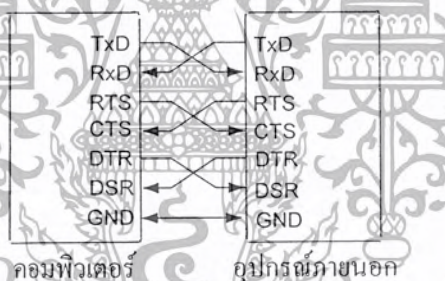 TxD TxD
RxD RxD
RTS RTS
CTS CTS
DTR DTR
DSR DSR
GND GND
คอมพิวเตอร์ อุปกรณ์ภายนอก